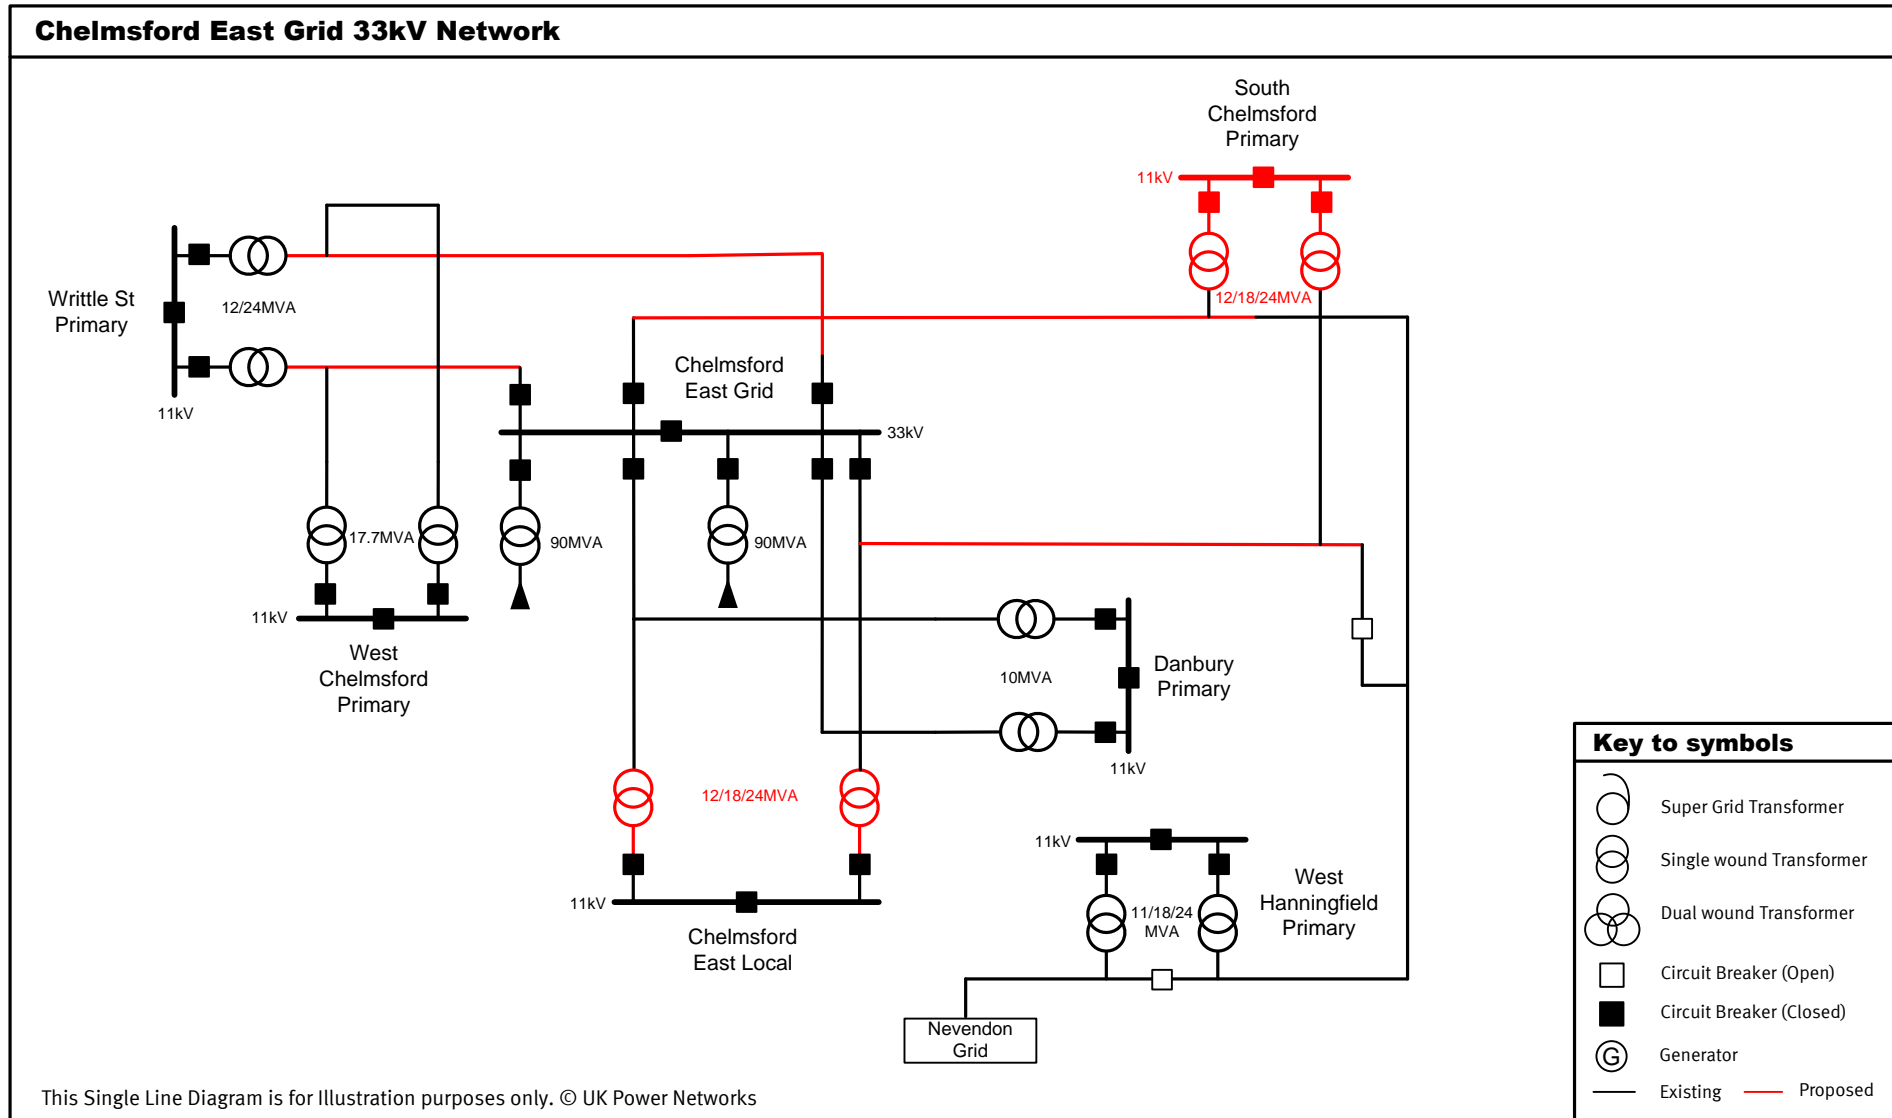 Chelmsford East Grid 33kV Network
South
Chelmsford
Primary
11kV
12/18/24MVA
Writtle St
Primary
12/24MVA
11kV
Chelmsford
East Grid
33kV
17.7MVA
90MVA
90MVA
11kV
West
Chelmsford
Primary
10MVA
Danbury
Primary
11kV
12/18/24MVA
11kV
Chelmsford
East Local
11kV
11/18/24
MVA
West
Hanningfield
Primary
Nevendon
Grid
Key to symbols
Super Grid Transformer
Single wound Transformer
Dual wound Transformer
Circuit Breaker (Open)
Circuit Breaker (Closed)
G Generator
Existing Proposed
This Single Line Diagram is for Illustration purposes only. © UK Power Networks